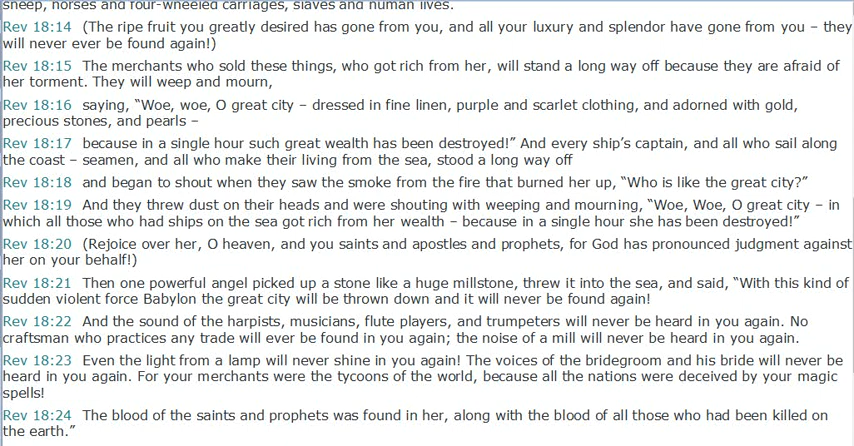 sheep, horses and four-wheeled carriages, slaves and human lives.
Rev 18:14 (The ripe fruit you greatly desired has gone from you, and all your luxury and splendor have gone from you – they
will never ever be found again!)
Rev 18:15 The merchants who sold these things, who got rich from her, will stand a long way off because they are afraid of
her torment. They will weep and mourn,
Rev 18:16 saying, “Woe, woe, O great city – dressed in fine linen, purple and scarlet clothing, and adorned with gold,
precious stones, and pearls –
Rev 18:17 because in a single hour such great wealth has been destroyed!” And every ship’s captain, and all who sail along
the coast – seamen, and all who make their living from the sea, stood a long way off
Rev 18:18 and began to shout when they saw the smoke from the fire that burned her up, “Who is like the great city?”
Rev 18:19 And they threw dust on their heads and were shouting with weeping and mourning, “Woe, Woe, O great city – in
which all those who had ships on the sea got rich from her wealth – because in a single hour she has been destroyed!”
Rev 18:20 (Rejoice over her, O heaven, and you saints and apostles and prophets, for God has pronounced judgment against
her on your behalf!)
Rev 18:21 Then one powerful angel picked up a stone like a huge millstone, threw it into the sea, and said, “With this kind of
sudden violent force Babylon the great city will be thrown down and it will never be found again!
Rev 18:22 And the sound of the harpists, musicians, flute players, and trumpeters will never be heard in you again. No
craftsman who practices any trade will ever be found in you again; the noise of a mill will never be heard in you again.
Rev 18:23 Even the light from a lamp will never shine in you again! The voices of the bridegroom and his bride will never be
heard in you again. For your merchants were the tycoons of the world, because all the nations were deceived by your magic
spells!
Rev 18:24 The blood of the saints and prophets was found in her, along with the blood of all those who had been killed on
the earth.”